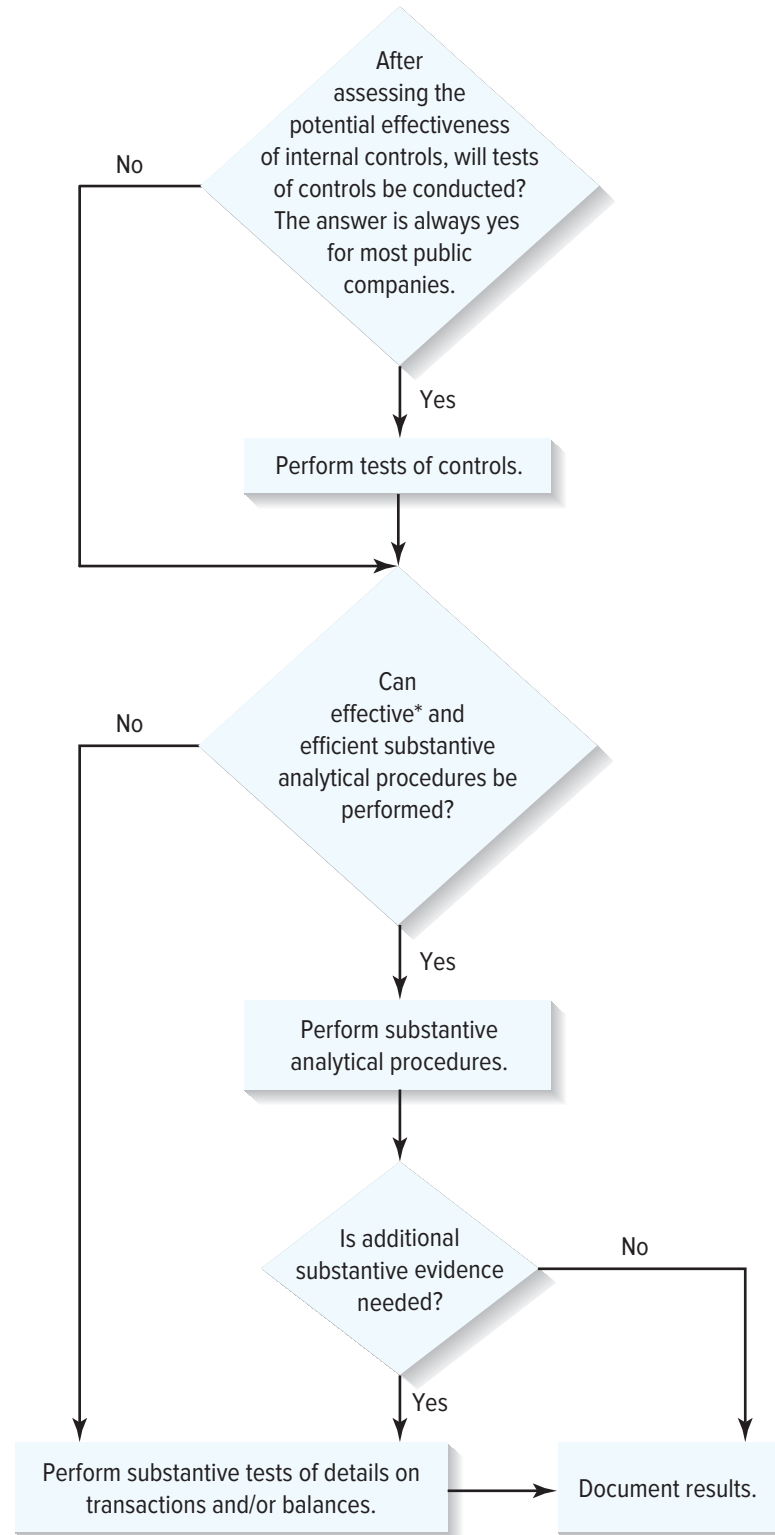 After
assessing the
potential effectiveness
of internal controls, will tests
of controls be conducted?
The answer is always yes
for most public
companies.
No
Yes
Perform tests of controls.
Can
effective* and
efficient substantive
analytical procedures be
performed?
No
Yes
Perform substantive
analytical procedures.
Is additional
substantive evidence
needed?
No
Yes
Perform substantive tests of details on
transactions and/or balances.
Document results.